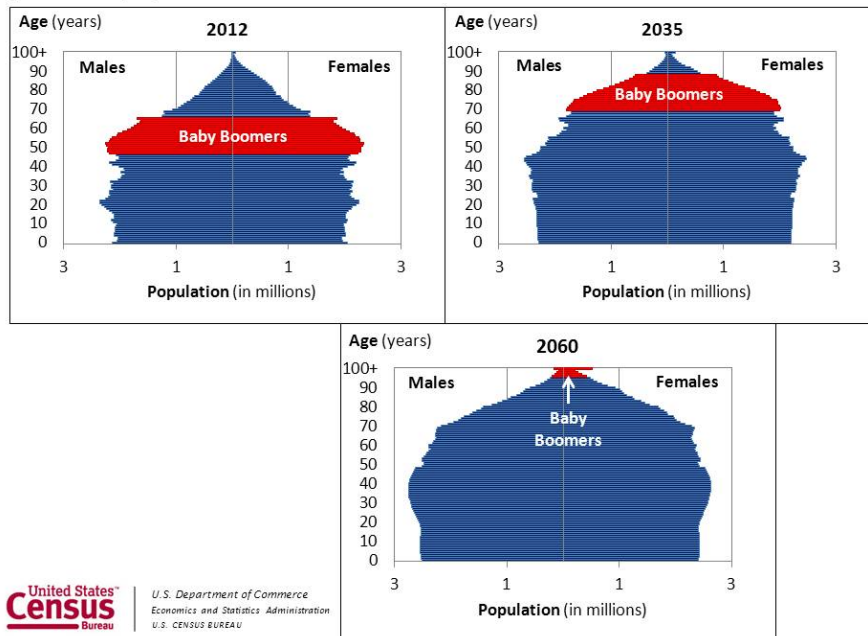 Age (years)
2012
100+
90
80
70
60
50
40
30
20
10
0
Males
Females
Baby Boomers
3 1 1 3
Population (in millions)
Age (years)
2035
100+
90
80
70
60
50
40
30
20
10
0
Males
Females
Baby Boomers
3 1 1 3
Population (in millions)
Age (years)
2060
100+
90
80
70
60
50
40
30
20
10
0
Males
Females
Baby
Boomers
3 1 1 3
Population (in millions)
United States™
Census
Bureau
U.S. Department of Commerce
Economics and Statistics Administration
U.S. CENSUS BUREAU